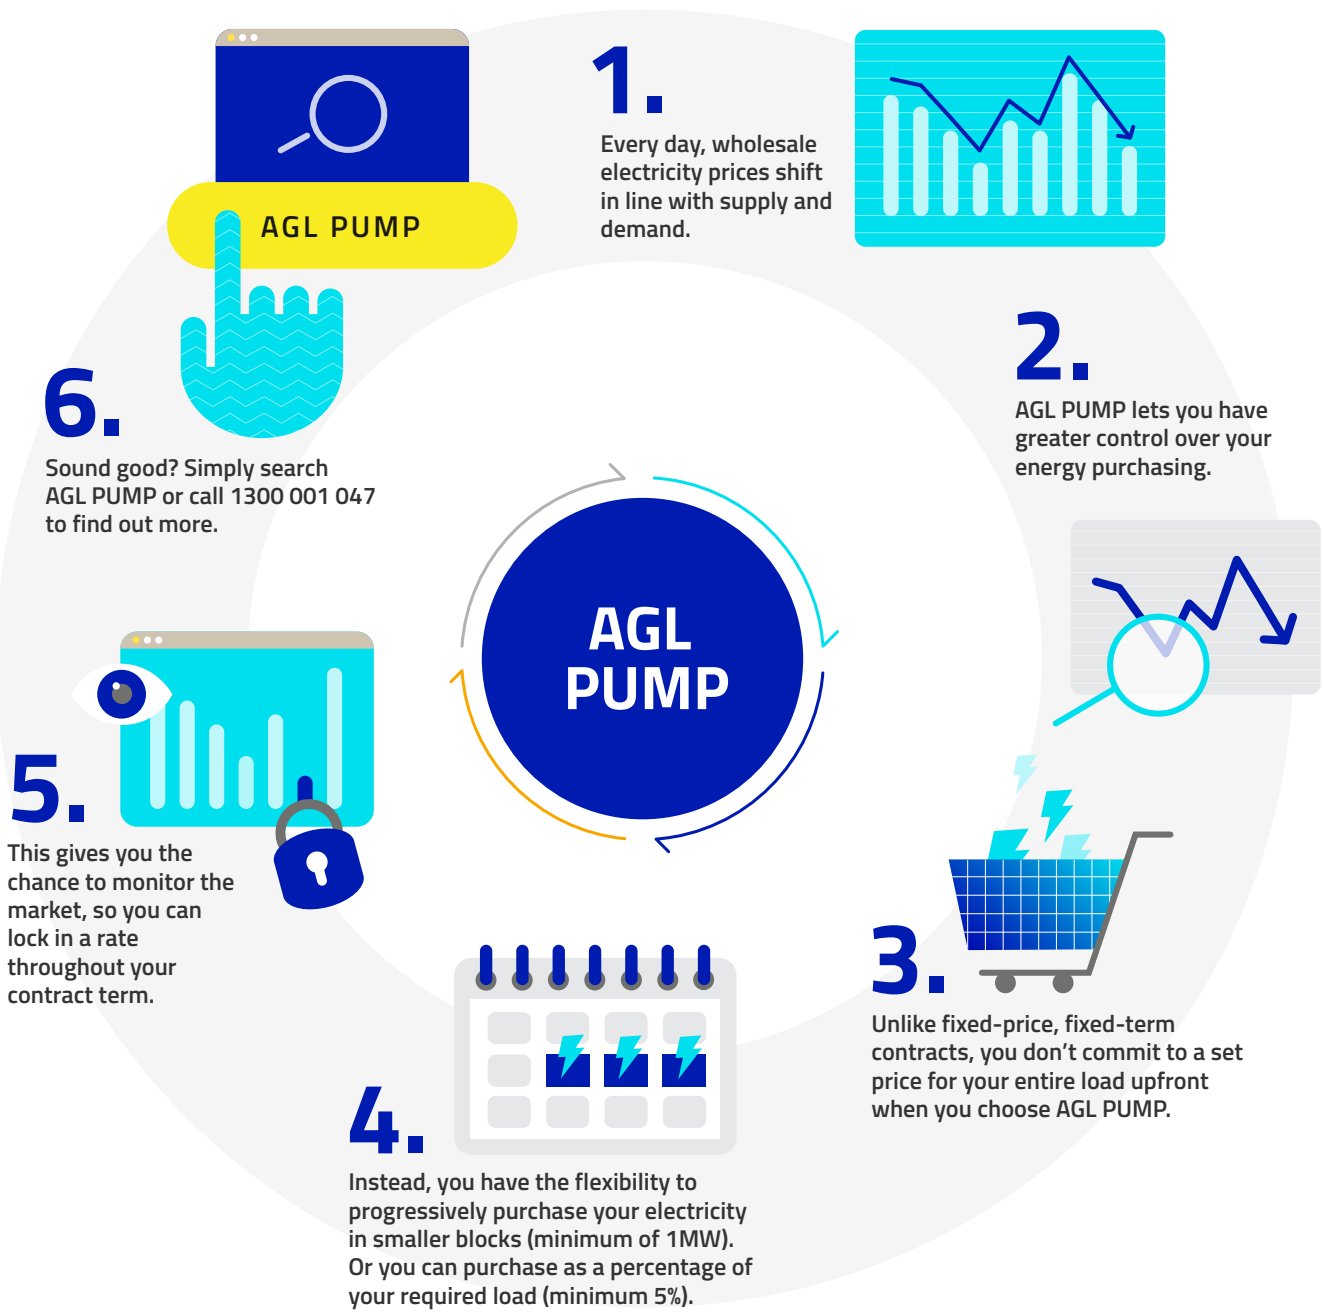 1.
Every day, wholesale
electricity prices shift
in line with supply and
demand.
2.
AGL PUMP lets you have
greater control over your
energy purchasing.
3.
Unlike fixed-price, fixed-term
contracts, you don’t commit to a set
price for your entire load upfront
when you choose AGL PUMP.
4.
Instead, you have the flexibility to
progressively purchase your electricity
in smaller blocks (minimum of 1MW).
Or you can purchase as a percentage of
your required load (minimum 5%).
5.
This gives you the
chance to monitor the
market, so you can
lock in a rate
throughout your
contract term.
AGL PUMP
6.
Sound good? Simply search
AGL PUMP or call 1300 001 047
to find out more.
AGL
PUMP